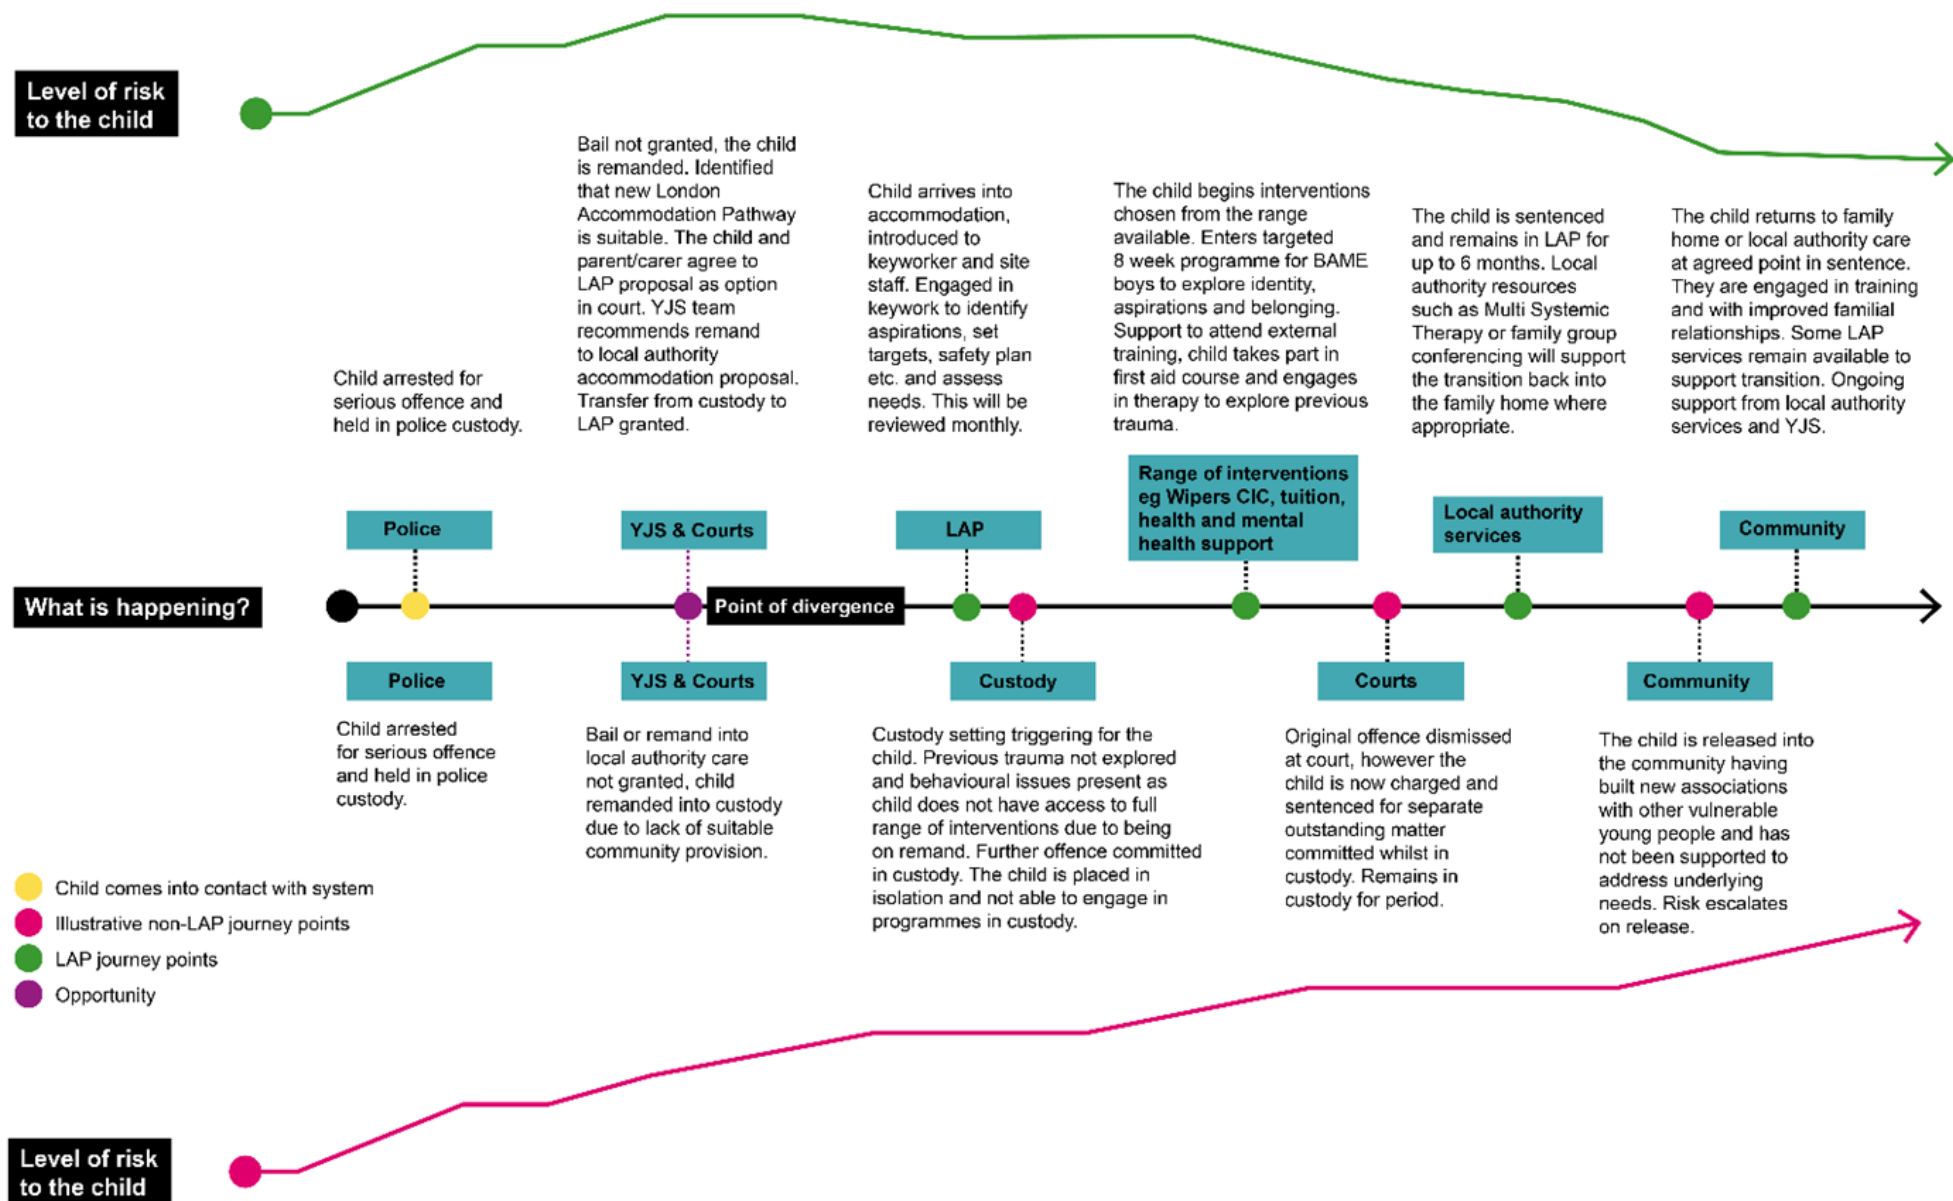 Level of risk
to the child
Child arrested for
serious offence and
held in police custody.
Bail not granted, the child
is remanded. Identified
that new London
Accommodation Pathway
is suitable. The child and
parent/carer agree to
LAP proposal as option
in court. YJS team
recommends remand
to local authority
accommodation proposal.
Transfer from custody to
LAP granted.
Child arrives into
accommodation,
introduced to
keyworker and site
staff. Engaged in
keywork to identify
aspirations, set
targets, safety plan
etc. and assess
needs. This will be
reviewed monthly.
The child begins interventions
chosen from the range
available. Enters targeted
8 week programme for BAME
boys to explore identity,
aspirations and belonging.
Support to attend external
training, child takes part in
first aid course and engages
in therapy to explore previous
trauma.
The child is sentenced
and remains in LAP for
up to 6 months. Local
authority resources
such as Multi Systemic
Therapy or family group
conferencing will support
the transition back into
the family home where
appropriate.
The child returns to family
home or local authority care
at agreed point in sentence.
They are engaged in training
and with improved familial
relationships. Some LAP
services remain available to
support transition. Ongoing
support from local authority
services and YJS.
Police
YJS & Courts
LAP
Range of interventions
eg Wipers CIC, tuition,
health and mental
health support
Local authority
services
Community
What is happening?
Point of divergence
Police
YJS & Courts
Custody
Courts
Community
Child arrested
for serious offence
and held in police
custody.
Bail or remand into
local authority care
not granted, child
remanded into custody
due to lack of suitable
community provision.
Custody setting triggering for the
child. Previous trauma not explored
and behavioural issues present as
child does not have access to full
range of interventions due to being
on remand. Further offence committed
in custody. The child is placed in
isolation and not able to engage in
programmes in custody.
Original offence dismissed
at court, however the
child is now charged and
sentenced for separate
outstanding matter
committed whilst in
custody. Remains in
custody for period.
The child is released into
the community having
built new associations
with other vulnerable
young people and has
not been supported to
address underlying
needs. Risk escalates
on release.
Child comes into contact with system
Illustrative non-LAP journey points
LAP journey points
Opportunity
Level of risk
to the child